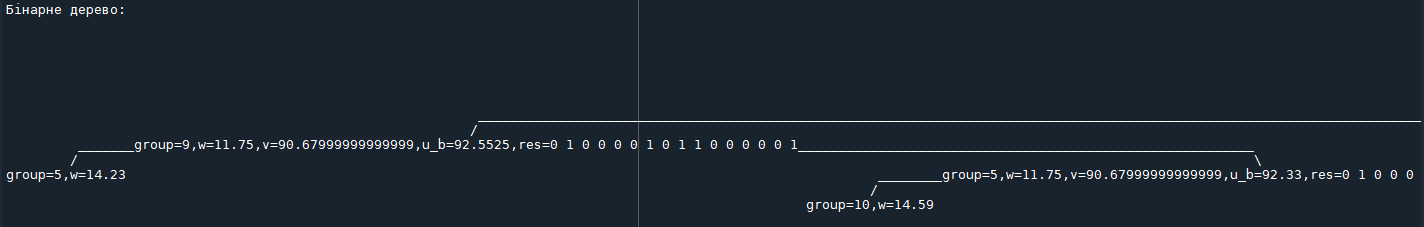 Бінарне дерево:
group=9,w=11.75,v=90.67999999999999,u_b=92.5525,res=0 1 0 0 0 0 1 0 1 1 0 0 0 0 0 1
group=5,w=14.23
group=5,w=11.75,v=90.67999999999999,u_b=92.33,res=0 1 0 0 0
group=10,w=14.59